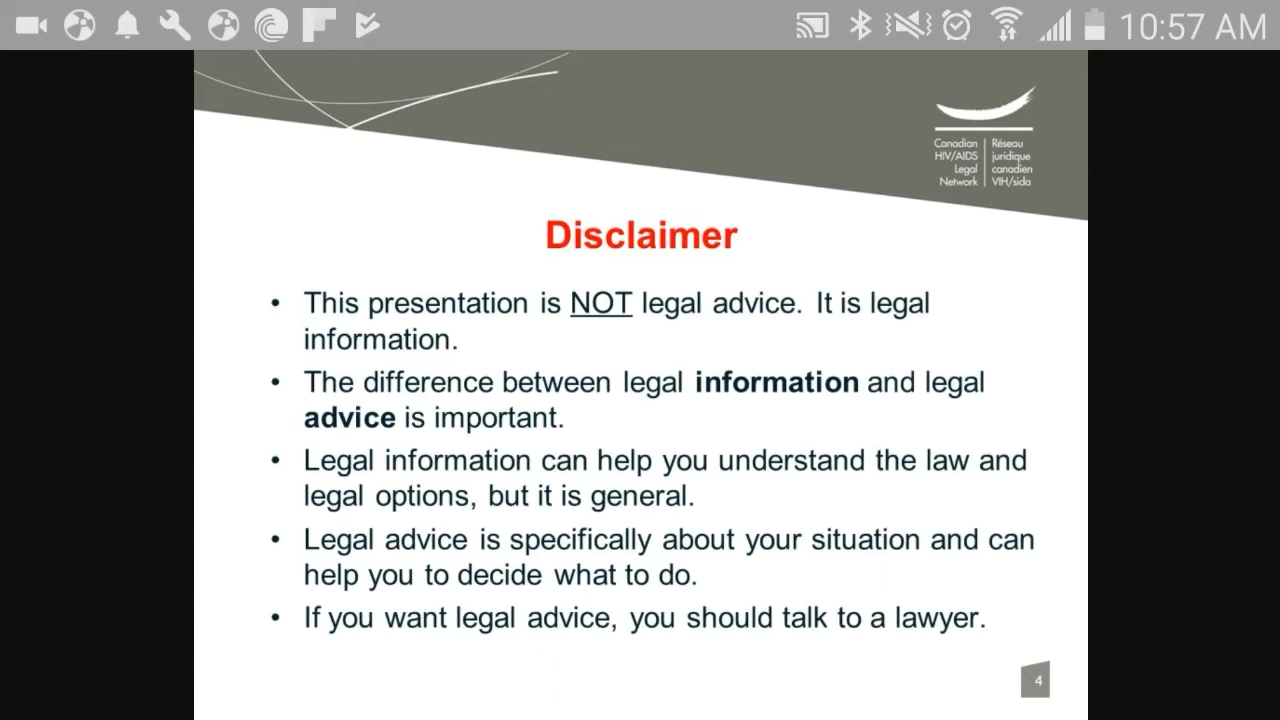 10:57 AM
Canadian
HIV/AIDS
Legal
Network
Réseau
juridique
canadien
VIH/sida
Disclaimer
• This presentation is NOT legal advice. It is legal
information.
• The difference between legal information and legal
advice is important.
• Legal information can help you understand the law and
legal options, but it is general.
• Legal advice is specifically about your situation and can
help you to decide what to do.
• If you want legal advice, you should talk to a lawyer.
4